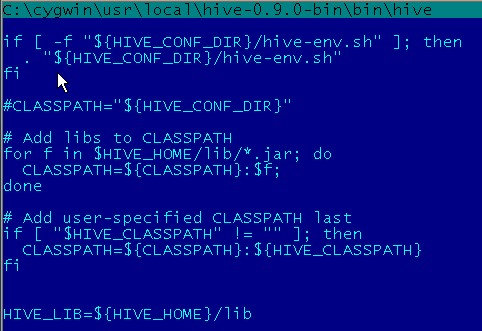 C:\cygwin\usr\local\hive-0.9.0-bin\bin\hive
if [ -f "${HIVE_CONF_DIR}/hive-env.sh" ]; then
. "${HIVE_CONF_DIR}/hive-env.sh"
fi
#CLASSPATH="${HIVE_CONF_DIR}"
# Add libs to CLASSPATH
for f in $HIVE_HOME/lib/*.jar; do
CLASSPATH=${CLASSPATH}:$f;
done
# Add user-specified CLASSPATH last
if [ "$HIVE_CLASSPATH" != "" ]; then
CLASSPATH=${CLASSPATH}:${HIVE_CLASSPATH}
fi
HIVE_LIB=${HIVE_HOME}/lib